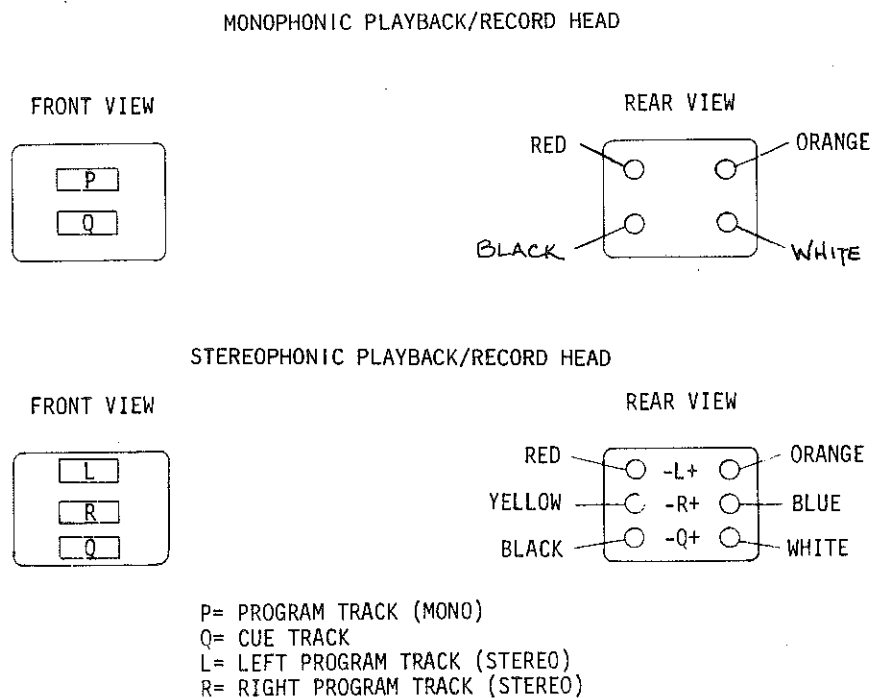 MONOPHONIC PLAYBACK/RECORD HEAD
FRONT VIEW
REAR VIEW
P
Q
RED
ORANGE
BLACK
WHITE
STEREOPHONIC PLAYBACK/RECORD HEAD
FRONT VIEW
REAR VIEW
L
R
Q
RED -L+ ORANGE
YELLOW -R+ BLUE
BLACK -Q+ WHITE
P= PROGRAM TRACK (MONO)
Q= CUE TRACK
L= LEFT PROGRAM TRACK (STEREO)
R= RIGHT PROGRAM TRACK (STEREO)